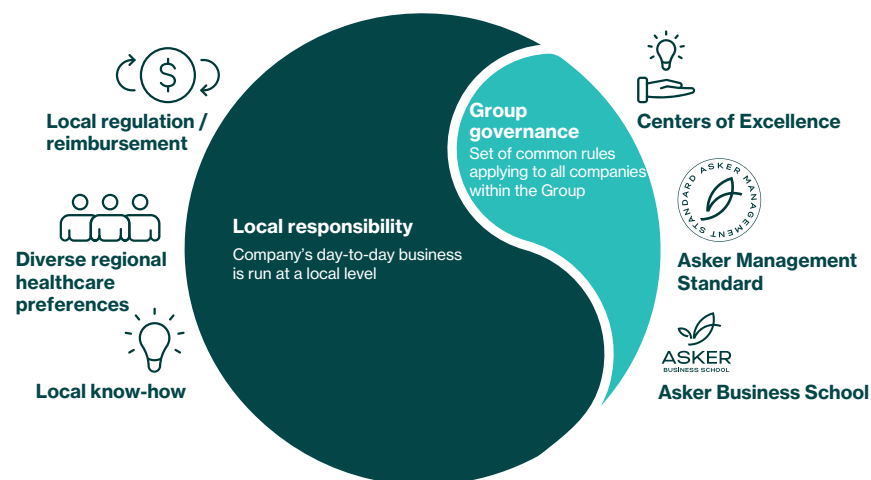 $
Local regulation /
reimbursement
Diverse regional
healthcare
preferences
Local know-how
Local responsibility
Company’s day-to-day business
is run at a local level
Group
governance
Set of common rules
applying to all companies
within the Group
Centers of Excellence
ASKER MANAGEMENT STANDARD
Asker Management
Standard
ASKER
BUSINESS SCHOOL
Asker Business School